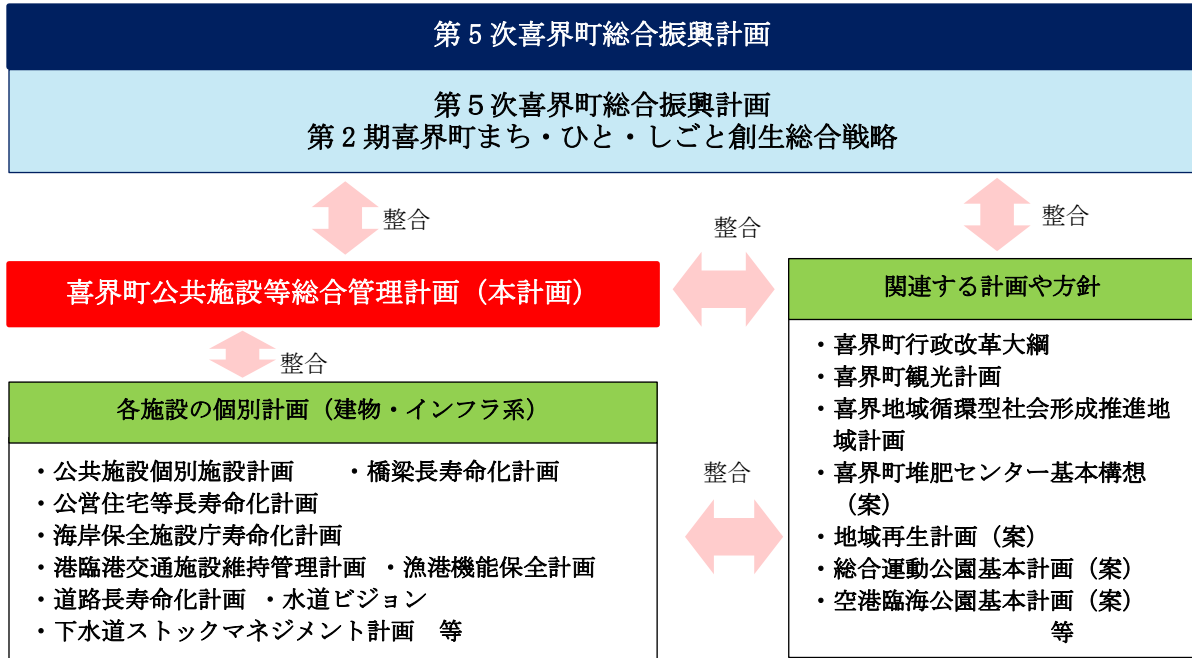 第5次喜界町総合振興計画
第5次喜界町総合振興計画
第2期喜界町まち・ひと・しごと創生総合戦略
整合
整合
整合
喜界町公共施設等総合管理計画（本計画）
整合
各施設の個別計画（建物・インフラ系）
・公共施設個別施設計画　　・橋梁長寿命化計画
・公営住宅等長寿命化計画
・海岸保全施設庁寿命化計画
・港臨港交通施設維持管理計画　・漁港機能保全計画
・道路長寿命化計画　・水道ビジョン
・下水道ストックマネジメント計画　等
整合
関連する計画や方針
・喜界町行政改革大綱
・喜界町観光計画
・喜界地域循環型社会形成推進地
域計画
・喜界町堆肥センター基本構想
（案）
・地域再生計画（案）
・総合運動公園基本計画（案）
・空港臨海公園基本計画（案）
等